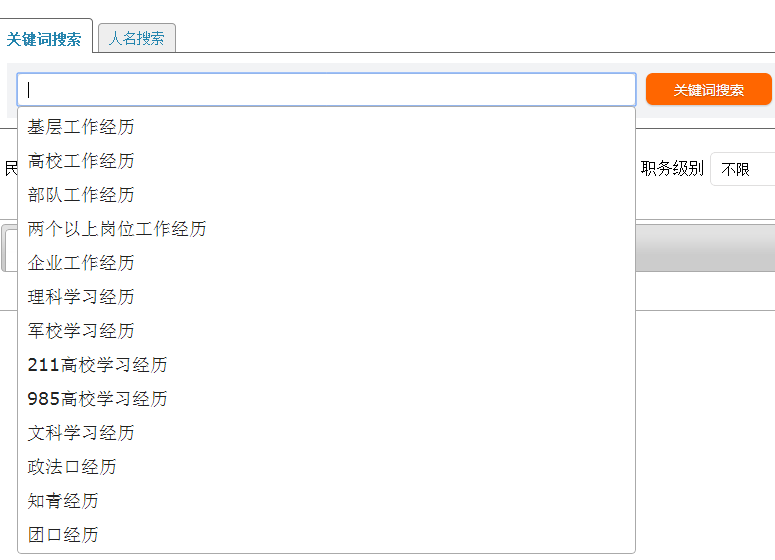 关键词搜索 人名搜索
关键词搜索
基层工作经历
高校工作经历
部队工作经历
两个以上岗位工作经历
企业工作经历
理科学习经历
军校学习经历
211高校学习经历
985高校学习经历
文科学习经历
政法口经历
知青经历
团口经历
民
职务级别 不限